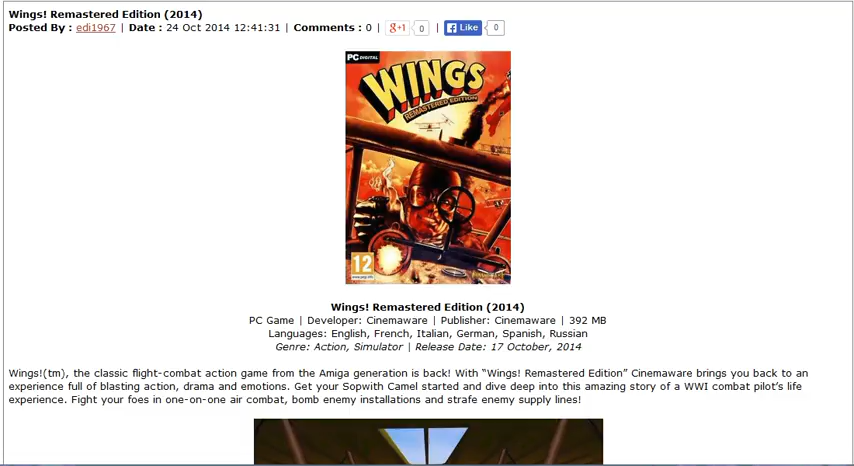 Wings! Remastered Edition (2014)
Posted By : edi1967 | Date : 24 Oct 2014 12:41:31 | Comments : 0 | g+1 0 | Like 0
PC DIGITAL
WINGS
REMASTERED EDITION
12
www.pegi.info
Wings! Remastered Edition (2014)
PC Game | Developer: Cinemaware | Publisher: Cinemaware | 392 MB
Languages: English, French, Italian, German, Spanish, Russian
Genre: Action, Simulator | Release Date: 17 October, 2014
Wings!(tm), the classic flight-combat action game from the Amiga generation is back! With “Wings! Remastered Edition” Cinemaware brings you back to an
experience full of blasting action, drama and emotions. Get your Sopwith Camel started and dive deep into this amazing story of a WWI combat pilot’s life
experience. Fight your foes in one-on-one air combat, bomb enemy installations and strafe enemy supply lines!